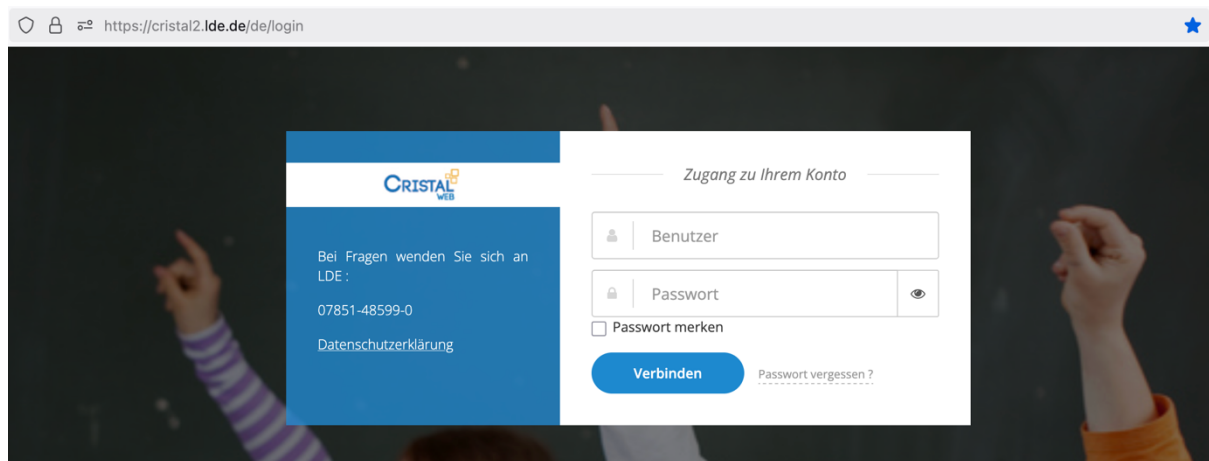 https://cristal2.lde.de/de/login
CRISTAL
WEB
Bei Fragen wenden Sie sich an
LDE :
07851-48599-0
Datenschutzerklärung
Zugang zu Ihrem Konto
Benutzer
Passwort
Passwort merken
Verbinden
Passwort vergessen ?